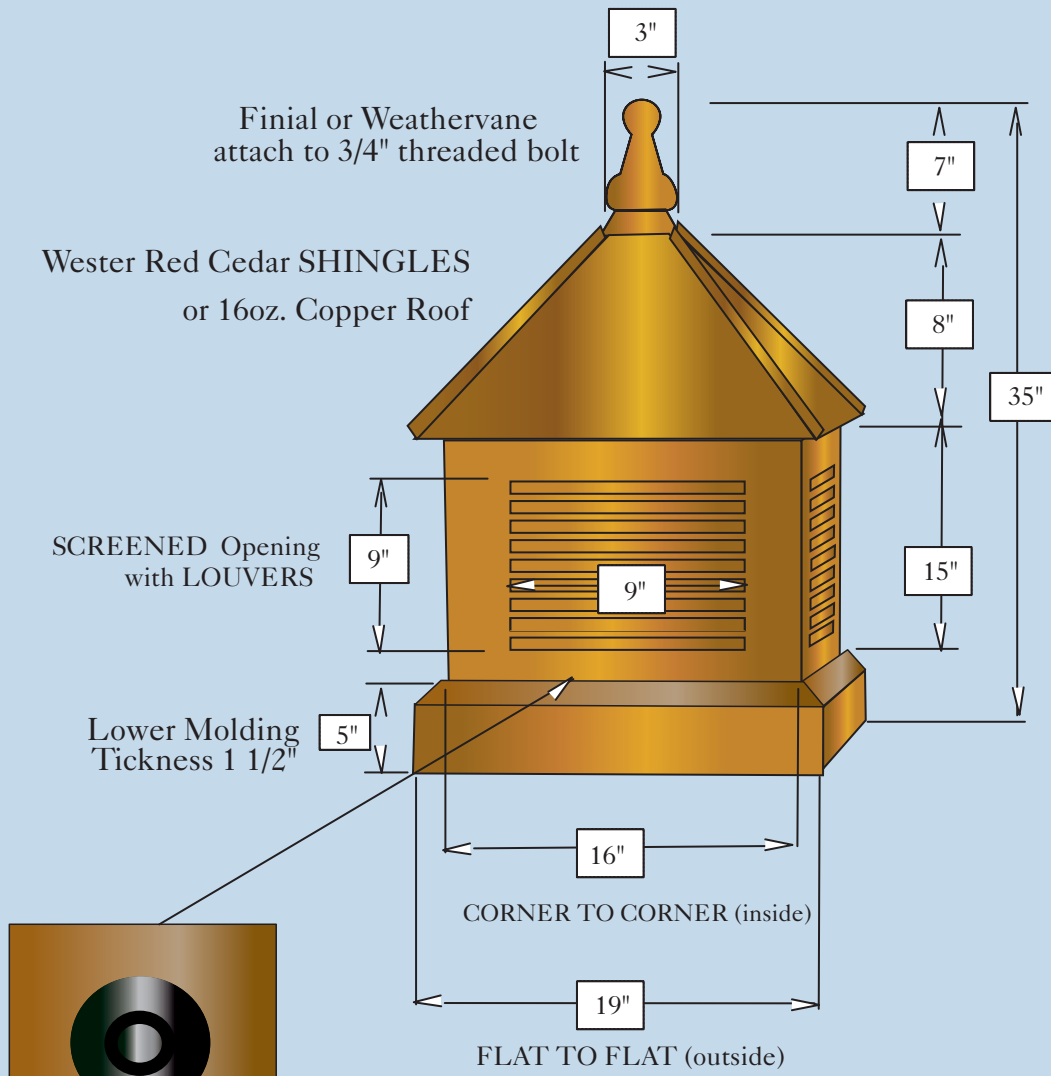 3"
Finial or Weathervane
attach to 3/4" threaded bolt
7"
Wester Red Cedar SHINGLES
or 16oz. Copper Roof
8"
35"
SCREENED Opening
with LOUVERS
9"
9"
15"
Lower Molding
Tickness 1 1/2"
5"
16"
CORNER TO CORNER (inside)
19"
FLAT TO FLAT (outside)